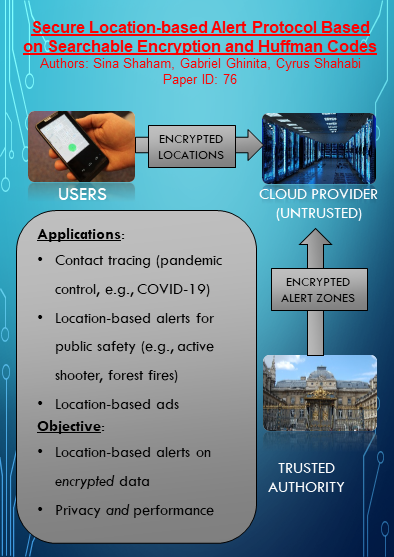 Secure Location-based Alert Protocol Based
on Searchable Encryption and Huffman Codes
Authors: Sina Shaham, Gabriel Ghinita, Cyrus Shahabi
Paper ID: 76
ENCRYPTED
LOCATIONS
USERS
CLOUD PROVIDER
(UNTRUSTED)
Applications:
• Contact tracing (pandemic
control, e.g., COVID-19)
• Location-based alerts for
public safety (e.g., active
shooter, forest fires)
• Location-based ads
Objective:
• Location-based alerts on
encrypted data
• Privacy and performance
ENCRYPTED
ALERT ZONES
TRUSTED
AUTHORITY